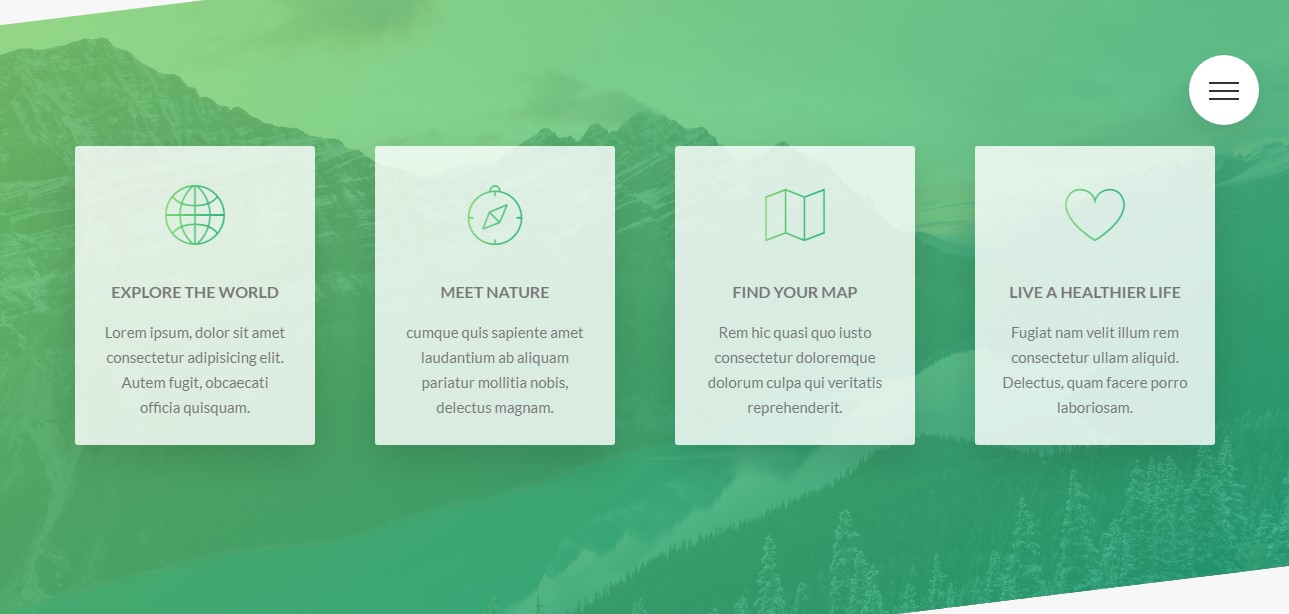 EXPLORE THE WORLD
Lorem ipsum, dolor sit amet
consectetur adipisicing elit.
Autem fugit, obcaecati
officia quisquam.
MEET NATURE
cumque quis sapiente amet
laudantium ab aliquam
pariatur mollitia nobis,
delectus magnam.
FIND YOUR MAP
Rem hic quasi quo iusto
consectetur doloremque
dolorum culpa qui veritatis
reprehenderit.
LIVE A HEALTHIER LIFE
Fugiat nam velit illum rem
consectetur ullam aliquid.
Delectus, quam facere porro
laboriosam.